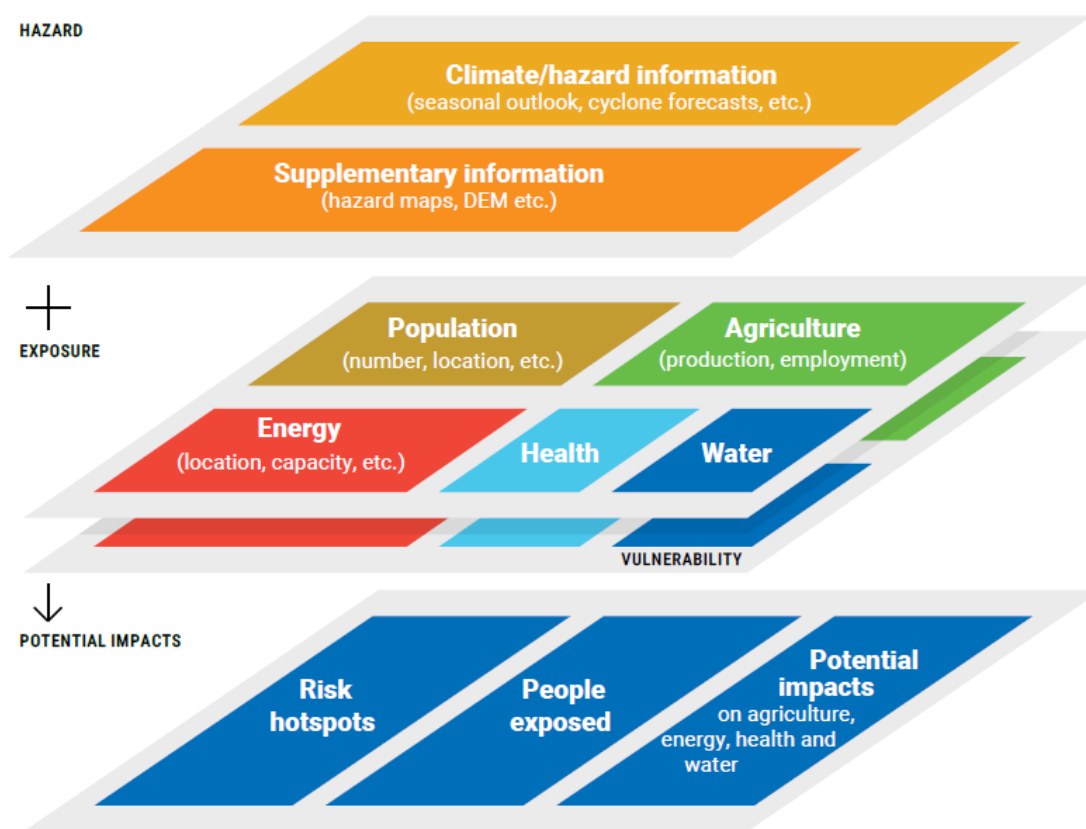 HAZARD
Climate/hazard information
(seasonal outlook, cyclone forecasts, etc.)
Supplementary information
(hazard maps, DEM etc.)
EXPOSURE
Population
(number, location, etc.)
Agriculture
(production, employment)
Energy
(location, capacity, etc.)
Health
Water
VULNERABILITY
POTENTIAL IMPACTS
Risk
hotspots
People
exposed
Potential
impacts
on agriculture,
energy, health and
water